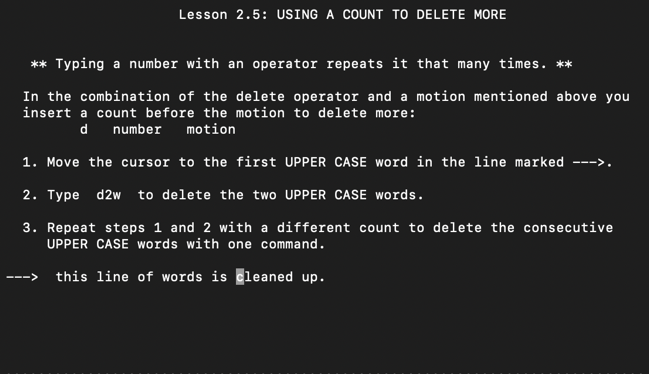 Lesson 2.5: USING A COUNT TO DELETE MORE
** Typing a number with an operator repeats it that many times. **
In the combination of the delete operator and a motion mentioned above you
insert a count before the motion to delete more:
d   number   motion
1. Move the cursor to the first UPPER CASE word in the line marked --->.
2. Type  d2w  to delete the two UPPER CASE words.
3. Repeat steps 1 and 2 with a different count to delete the consecutive
UPPER CASE words with one command.
--->  this line of words is cleaned up.